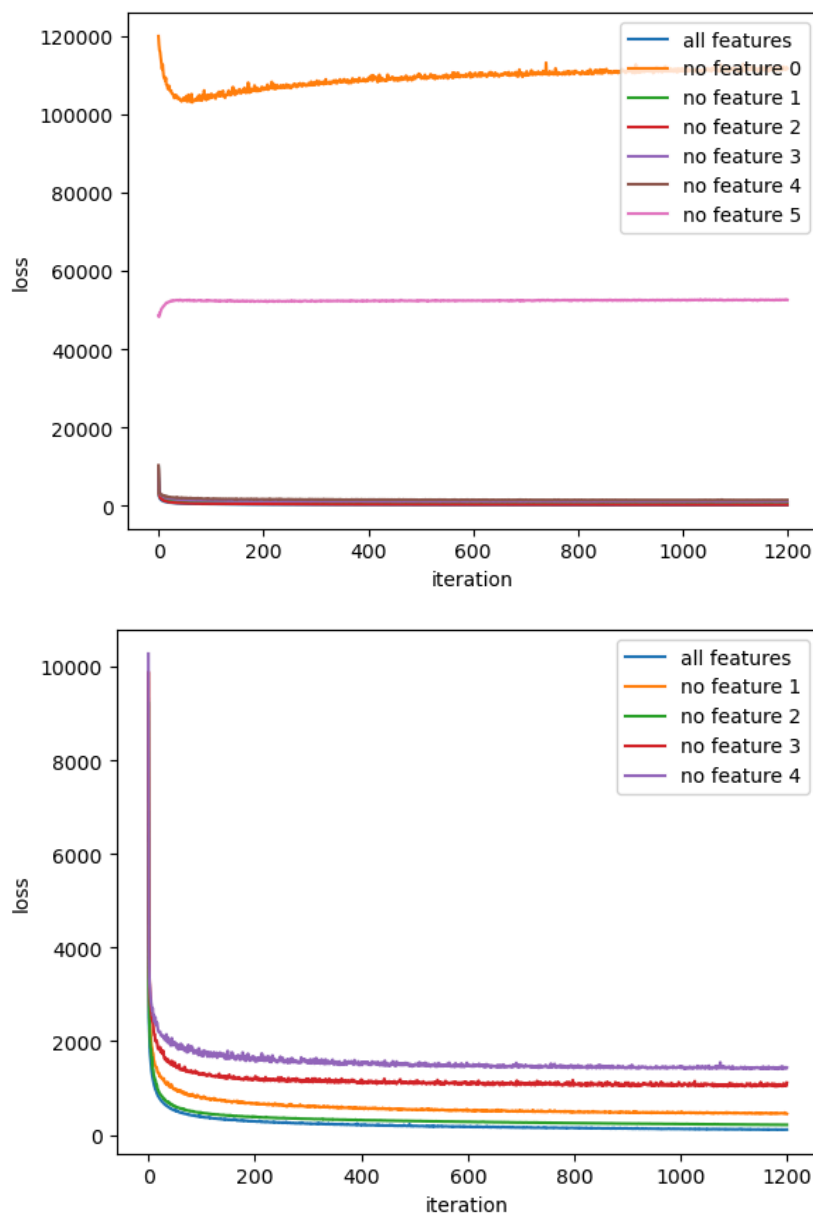 120000
100000
80000
60000
40000
20000
0
loss
0 200 400 600 800 1000 1200
iteration
all features
no feature 0
no feature 1
no feature 2
no feature 3
no feature 4
no feature 5
10000
8000
6000
4000
2000
0
loss
0 200 400 600 800 1000 1200
iteration
all features
no feature 1
no feature 2
no feature 3
no feature 4